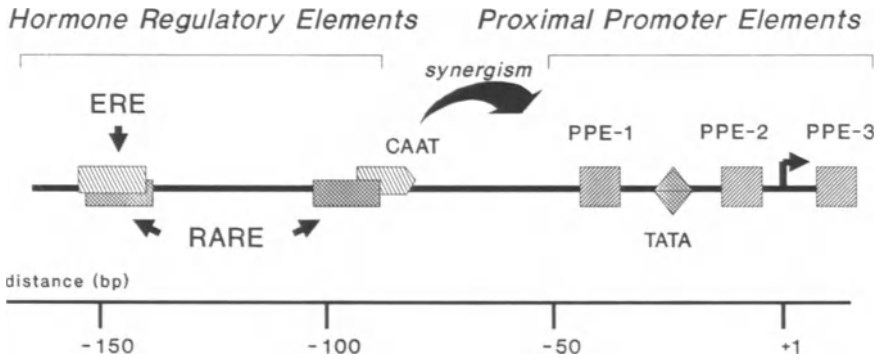 Hormone Regulatory Elements Proximal Promoter Elements
synergism
ERE
PPE-1 PPE-2 PPE-3
CAAT
RARE
TATA
distance (bp)
-150 -100 -50 +1